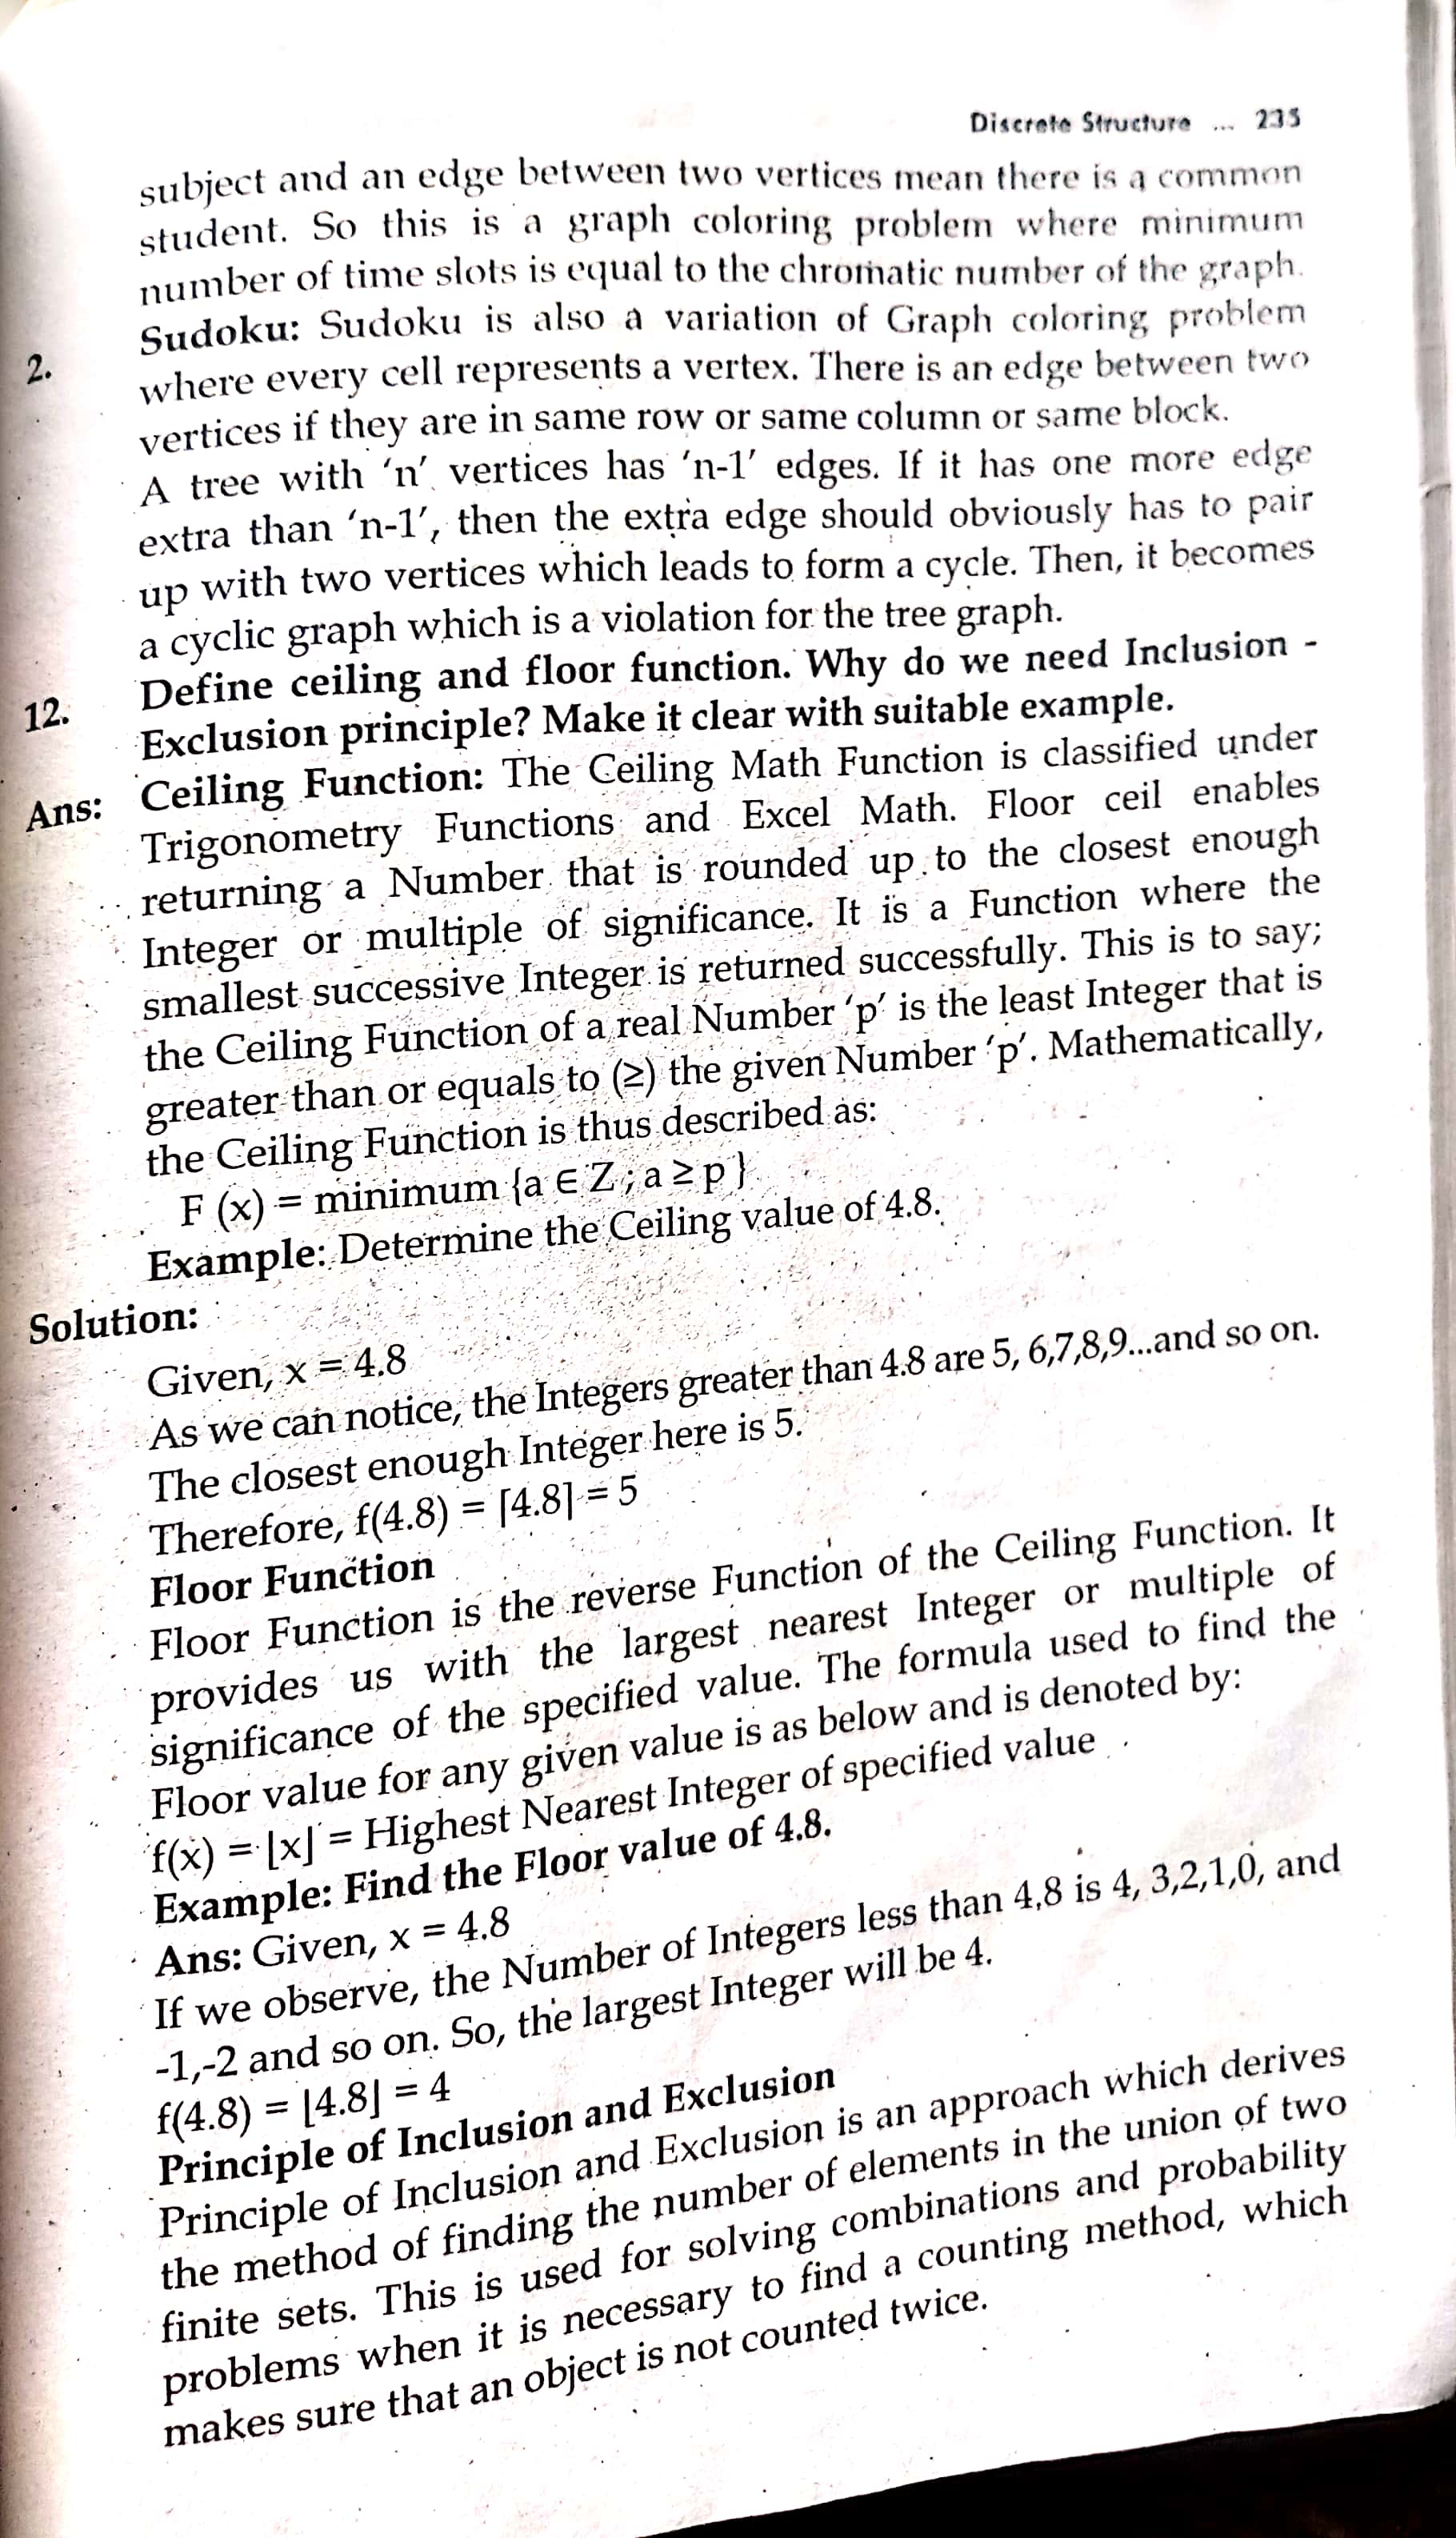 Discrete Structure ... 235
subject and an edge between two vertices mean there is a common
student. So this is a graph coloring problem where minimum
number of time slots is equal to the chromatic number of the graph.
2. Sudoku: Sudoku is also a variation of Graph coloring problem
where every cell represents a vertex. There is an edge between two
vertices if they are in same row or same column or same block.
A tree with ‘n’ vertices has ‘n-1’ edges. If it has one more edge
extra than ‘n-1’, then the extra edge should obviously has to pair
up with two vertices which leads to form a cycle. Then, it becomes
a cyclic graph which is a violation for the tree graph.
12. Define ceiling and floor function. Why do we need Inclusion -
Exclusion principle? Make it clear with suitable example.
Ans: Ceiling Function: The Ceiling Math Function is classified under
Trigonometry Functions and Excel Math. Floor ceil enables
returning a Number that is rounded up to the closest enough
Integer or multiple of significance. It is a Function where the
smallest successive Integer is returned successfully. This is to say;
the Ceiling Function of a real Number ‘p’ is the least Integer that is
greater than or equals to (≥) the given Number ‘p’. Mathematically,
the Ceiling Function is thus described as:
F (x) = minimum {a ∈ Z ; a ≥ p }
Example: Determine the Ceiling value of 4.8.
Solution:
Given, x = 4.8
As we can notice, the Integers greater than 4.8 are 5, 6,7,8,9...and so on.
The closest enough Integer here is 5.
Therefore, f(4.8) = ⌈4.8⌉ = 5
Floor Function
Floor Function is the reverse Function of the Ceiling Function. It
provides us with the largest nearest Integer or multiple of
significance of the specified value. The formula used to find the
Floor value for any given value is as below and is denoted by:
f(x) = ⌊x⌋ = Highest Nearest Integer of specified value
Example: Find the Floor value of 4.8.
Ans: Given, x = 4.8
If we observe, the Number of Integers less than 4.8 is 4, 3,2,1,0, and
-1,-2 and so on. So, the largest Integer will be 4.
f(4.8) = ⌊4.8⌋ = 4
Principle of Inclusion and Exclusion
Principle of Inclusion and Exclusion is an approach which derives
the method of finding the number of elements in the union of two
finite sets. This is used for solving combinations and probability
problems when it is necessary to find a counting method, which
makes sure that an object is not counted twice.